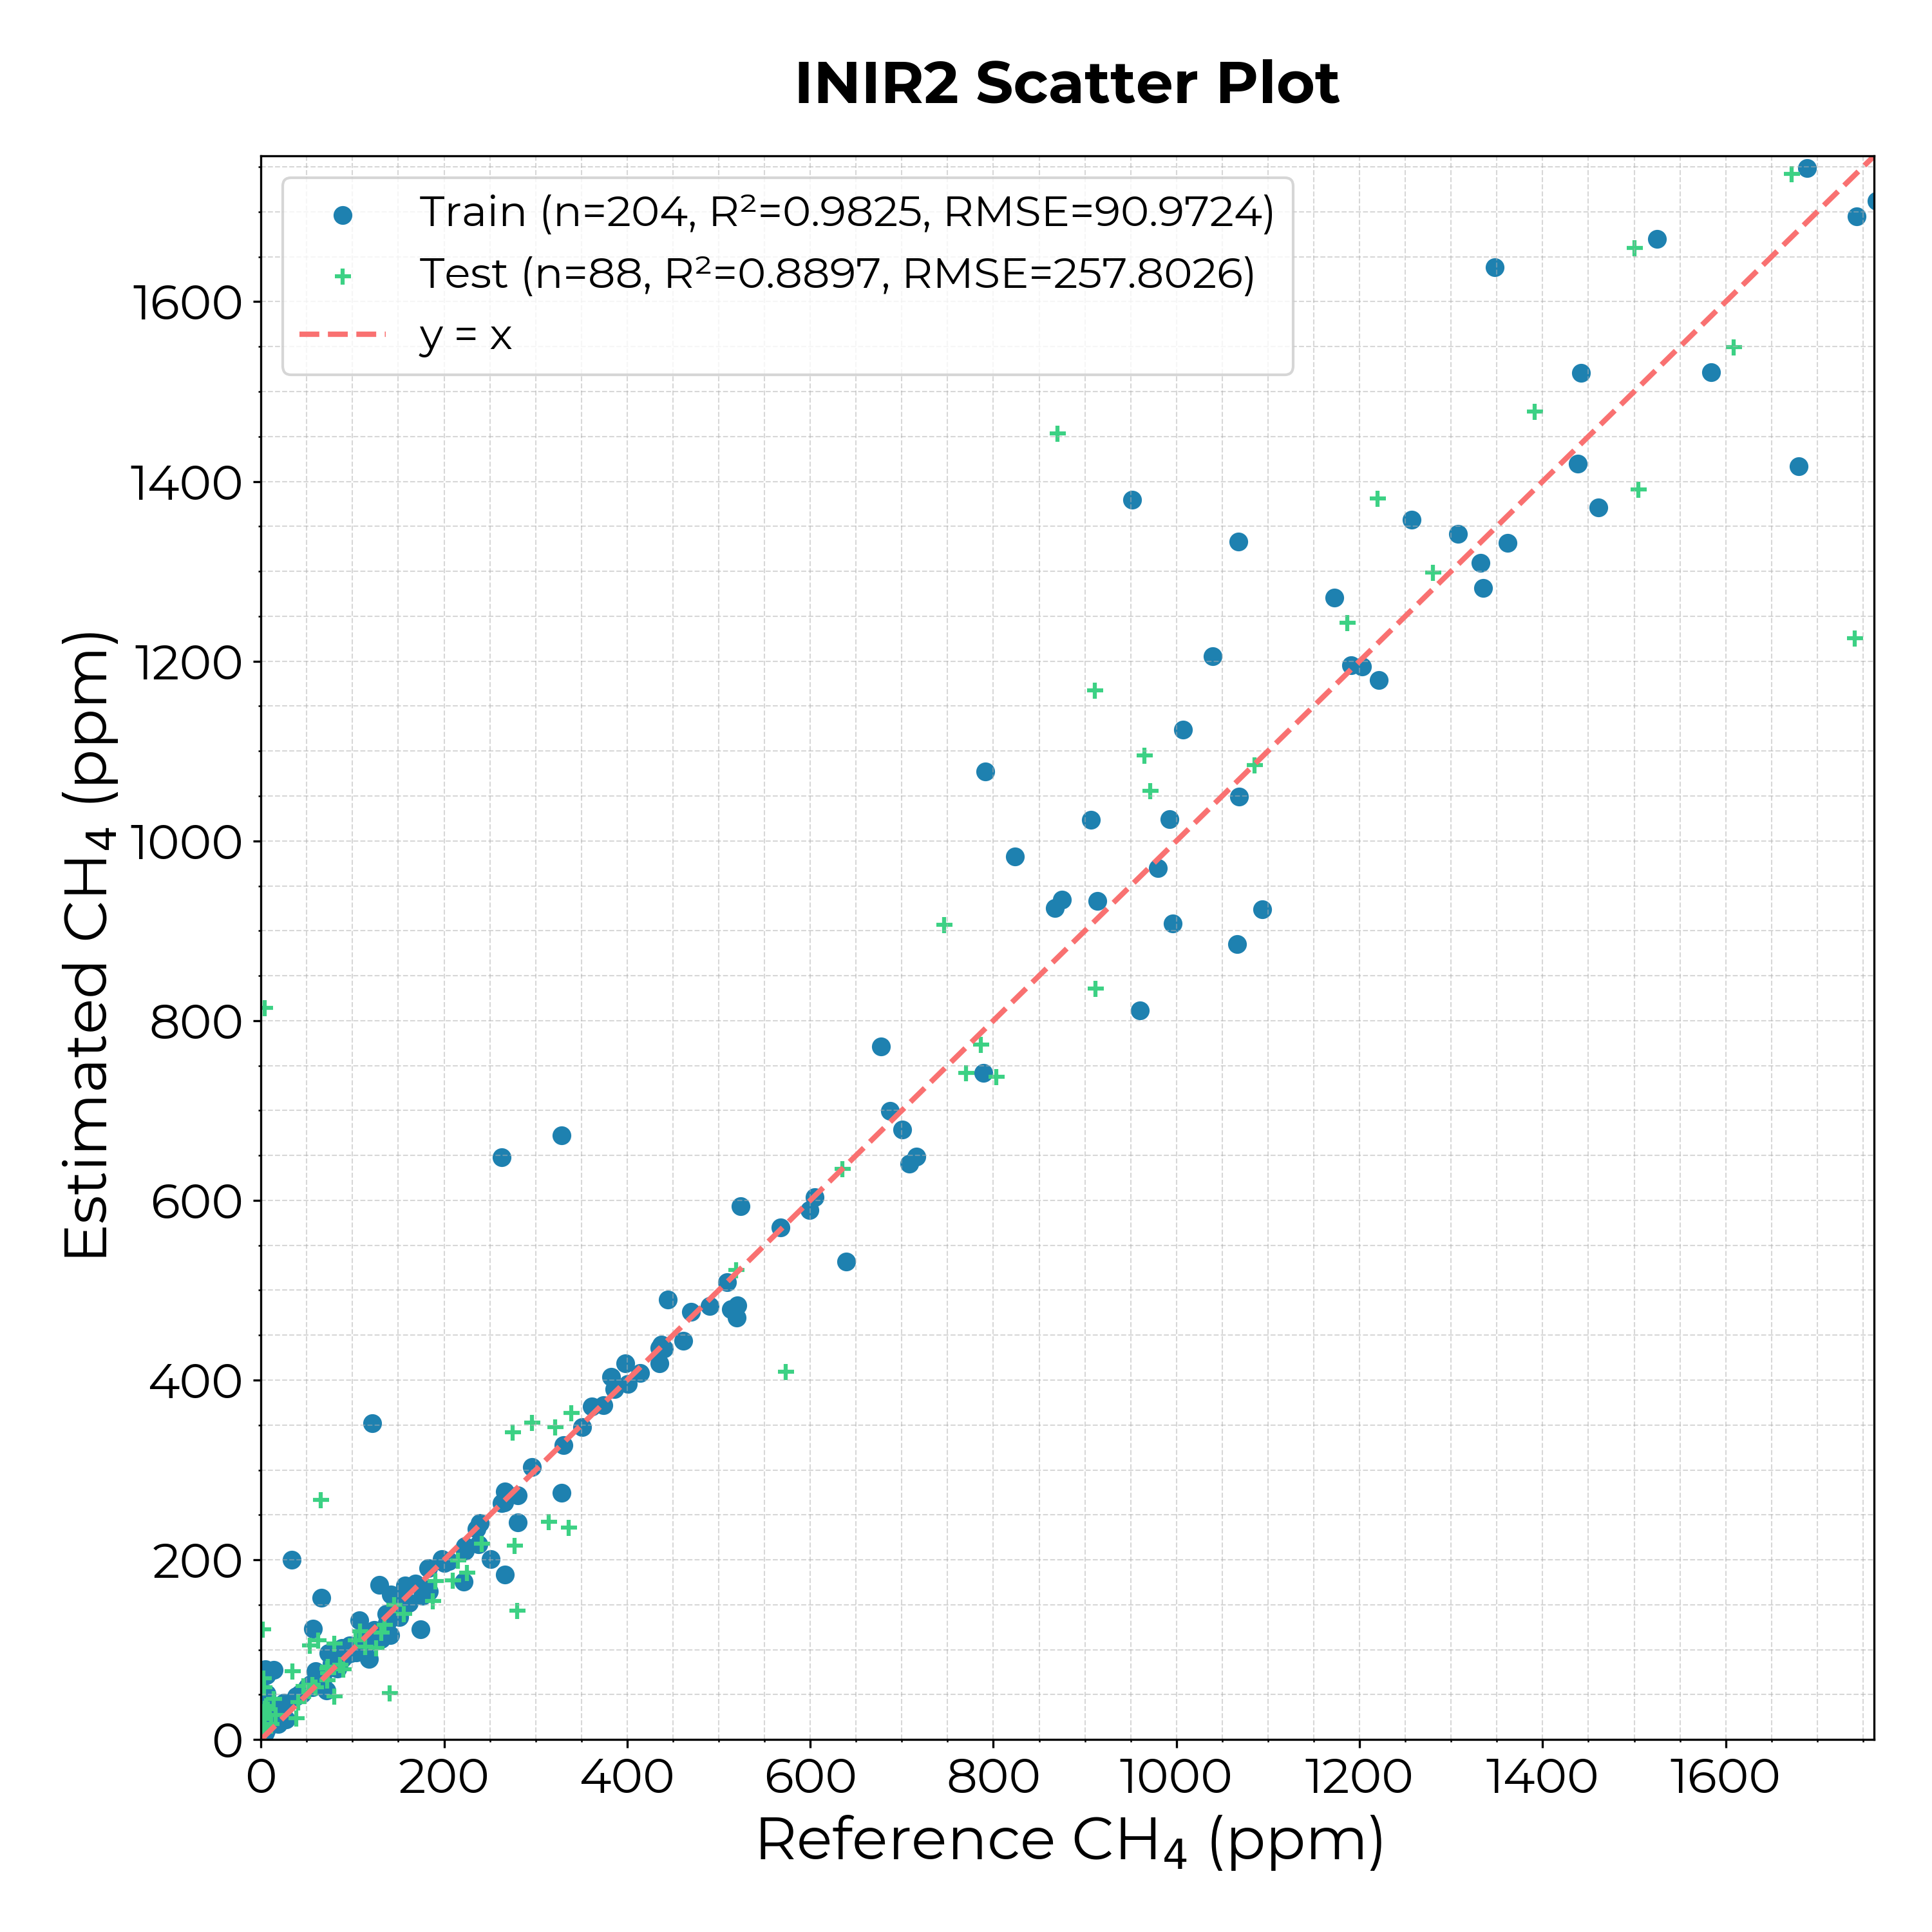 INIR2 Scatter Plot
Train (n=204, R²=0.9825, RMSE=90.9724)
Test (n=88, R²=0.8897, RMSE=257.8026)
y = x
Estimated CH₄ (ppm)
1600
1400
1200
1000
800
600
400
200
0
0 200 400 600 800 1000 1200 1400 1600
Reference CH₄ (ppm)